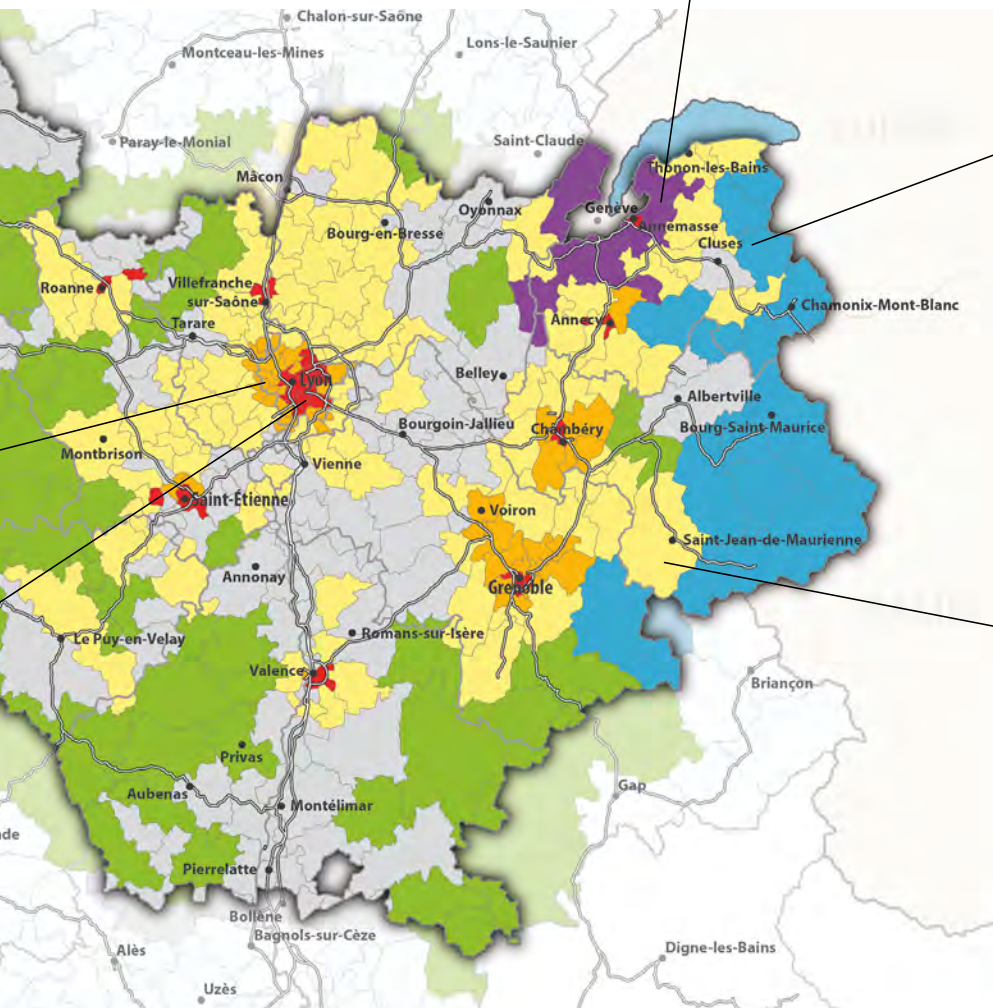 Chalon-sur-Saône
Montceau-les-Mines
Lons-le-Saunier
Paray-le-Monial
Saint-Claude
Thonon-les-Bains
Mâcon
Oyonnax
Genève
Annemasse
Bourg-en-Bresse
Cluses
Roanne
Villefranche-
sur-Saône
Chamonix-Mont-Blanc
Annecy
Tarare
Lyon
Belley
Albertville
Bourgoin-Jallieu
Chambéry
Bourg-Saint-Maurice
Montbrison
Vienne
Saint-Étienne
Voiron
Saint-Jean-de-Maurienne
Annonay
Grenoble
Le Puy-en-Velay
Romans-sur-Isère
Valence
Briançon
Privas
Gap
Aubenas
Montélimar
de
Pierrelatte
Bollène
Bagnols-sur-Cèze
Alès
Digne-les-Bains
Uzès